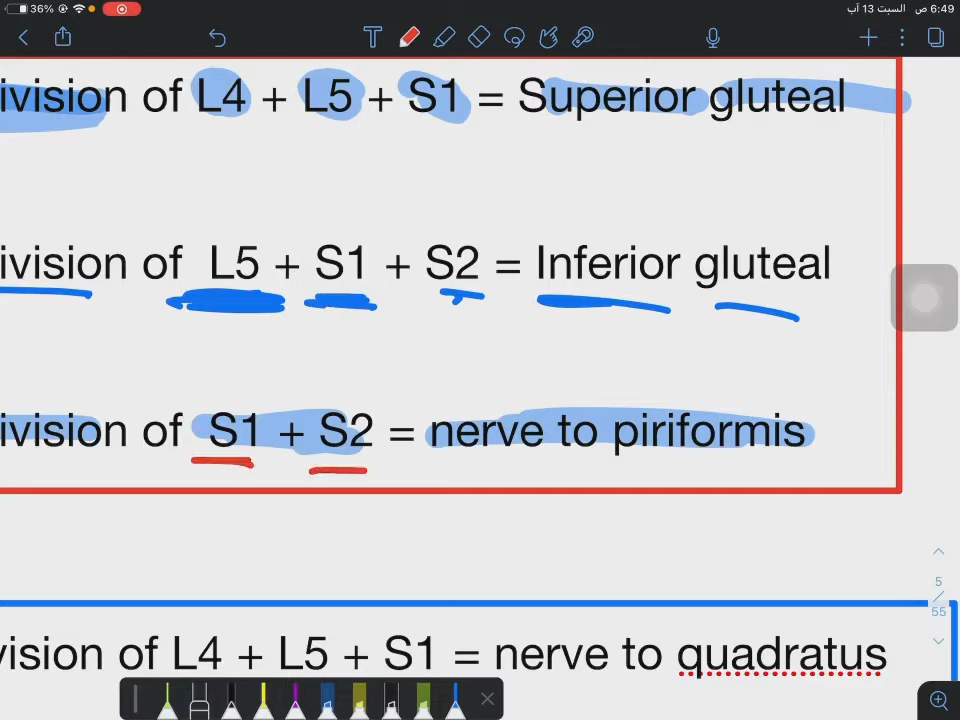 36%
السبت 13 آب 6:49 ص
ivision of L4 + L5 + S1 = Superior gluteal
ivision of L5 + S1 + S2 = Inferior gluteal
ivision of S1 + S2 = nerve to piriformis
5
/
55
vision of L4 + L5 + S1 = nerve to quadratus